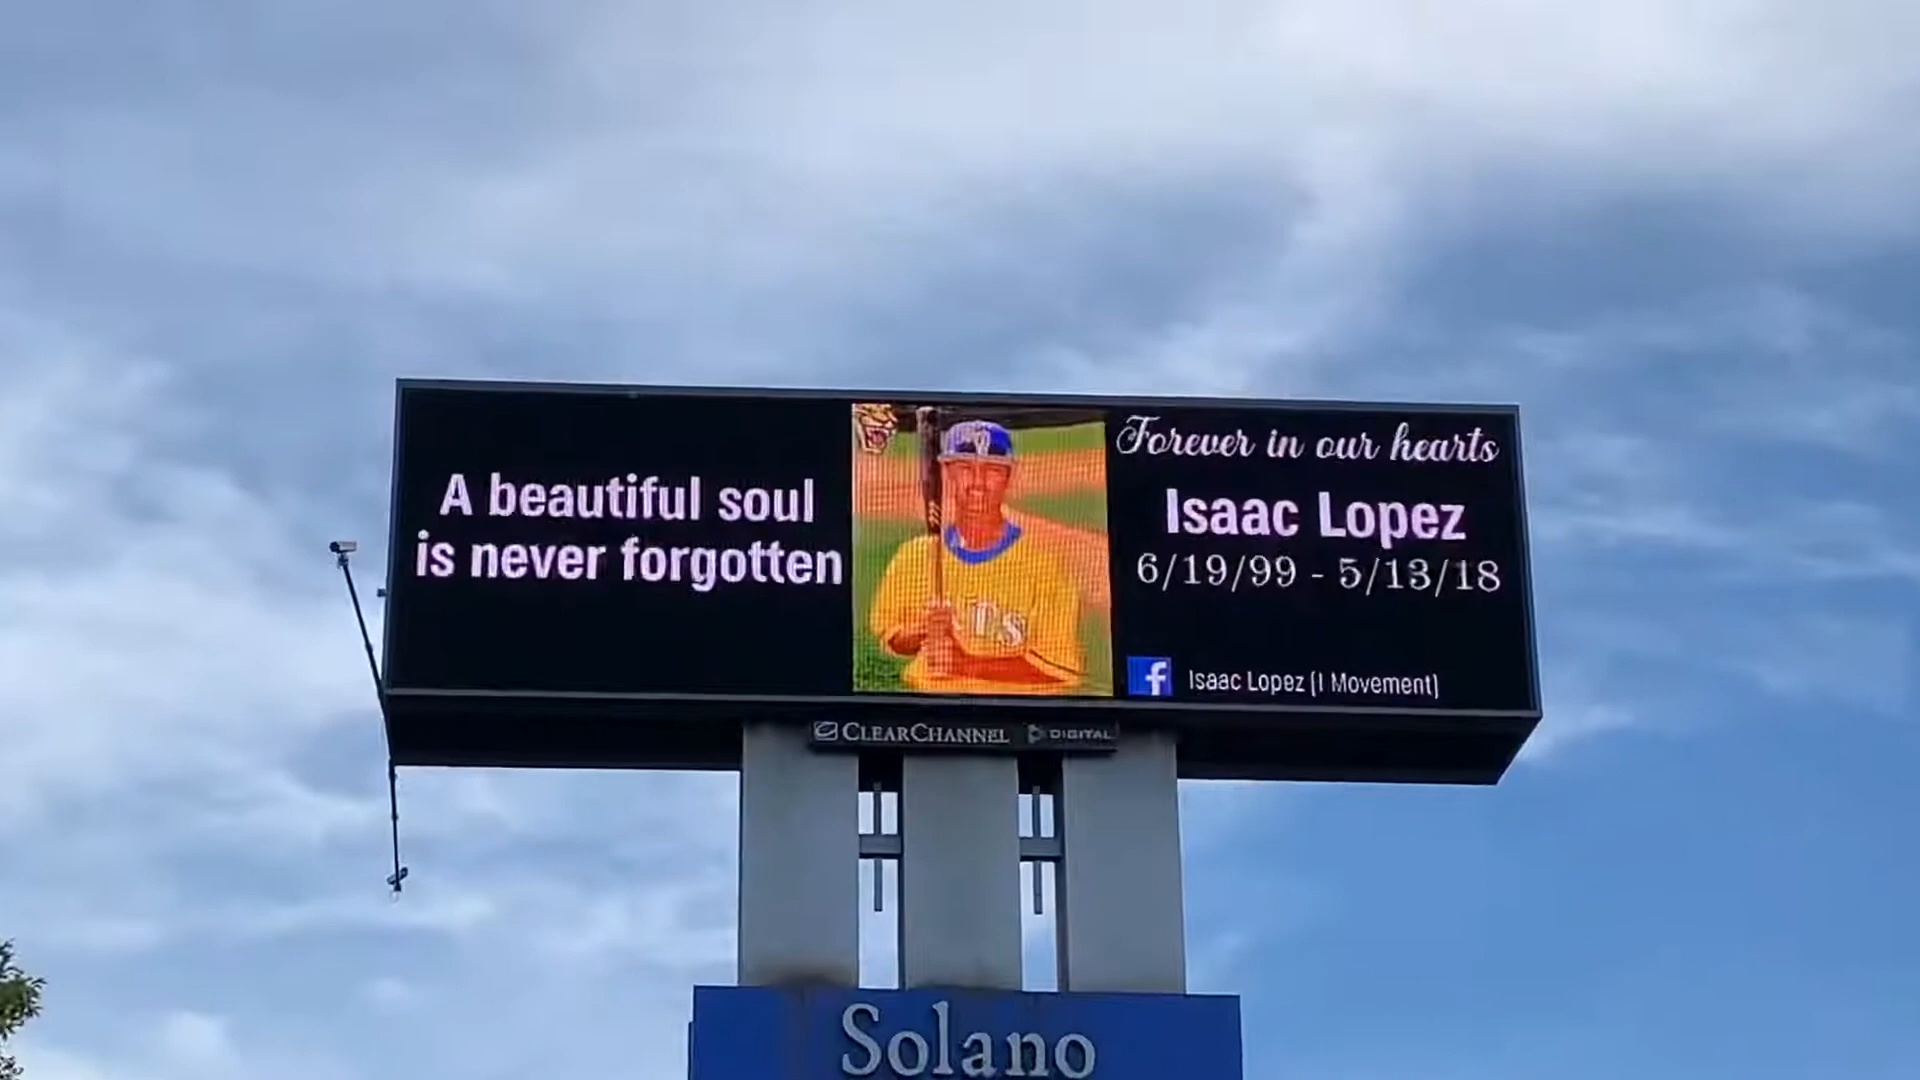 A beautiful soul
is never forgotten
Forever in our hearts
Isaac Lopez
6/19/99 - 5/13/18
f
Isaac Lopez (I Movement)
CLEARCHANNEL
DIGITAL
Solano